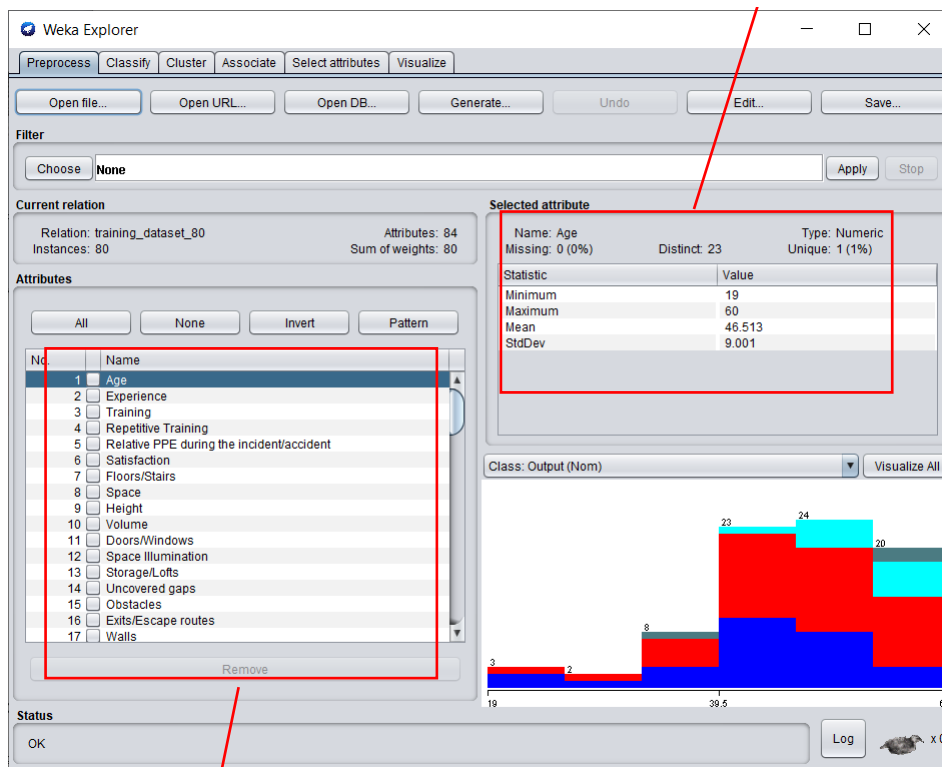 Weka Explorer
Preprocess Classify Cluster Associate Select attributes Visualize
Open file... Open URL... Open DB... Generate... Undo Edit... Save...
Filter
Choose None Apply Stop
Current relation
Relation: training_dataset_80 Attributes: 84
Instances: 80 Sum of weights: 80
Attributes
All None Invert Pattern
No. Name
1 Age
2 Experience
3 Training
4 Repetitive Training
5 Relative PPE during the incident/accident
6 Satisfaction
7 Floors/Stairs
8 Space
9 Height
10 Volume
11 Doors/Windows
12 Space Illumination
13 Storage/Lofts
14 Uncovered gaps
15 Obstacles
16 Exits/Escape routes
17 Walls
Remove
Selected attribute
Name: Age Type: Numeric
Missing: 0 (0%) Distinct: 23 Unique: 1 (1%)
Statistic Value
Minimum 19
Maximum 60
Mean 46.513
StdDev 9.001
Class: Output (Nom) Visualize All
3 2 8 23 24 20
19 39.5
Status
OK
Log x